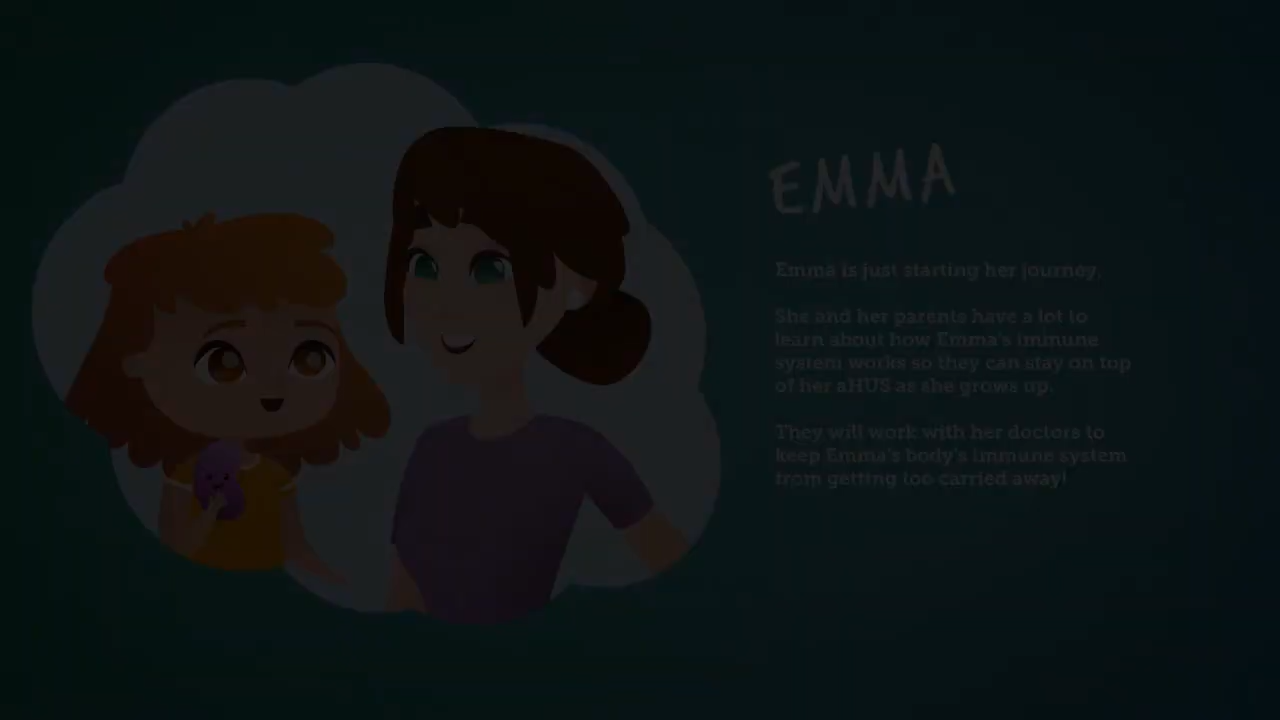 EMMA
Emma is just starting her journey.
She and her parents have a lot to
learn about how Emma's immune
system works so they can stay on top
of her aHUS as she grows up.
They will work with her doctors to
keep Emma's body's immune system
from getting too carried away!